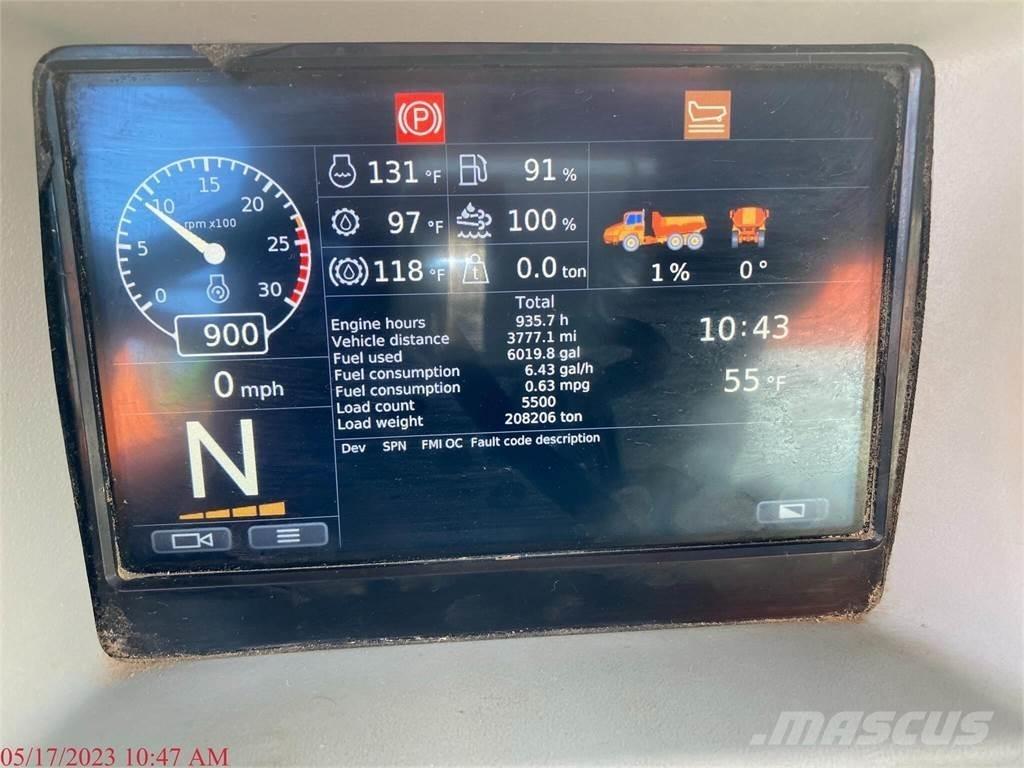 P
15
10
20
rpm x100
5
25
0
30
900
0 mph
N
131 °F
91 %
97 °F
100 %
118 °F
t
0.0 ton
1 %
0 °
Total
Engine hours 935.7 h
Vehicle distance 3777.1 mi
Fuel used 6019.8 gal
Fuel consumption 6.43 gal/h
Fuel consumption 0.63 mpg
Load count 5500
Load weight 208206 ton
10:43
55 °F
Dev SPN FMI OC Fault code description
05/17/2023 10:47 AM
MASCUS